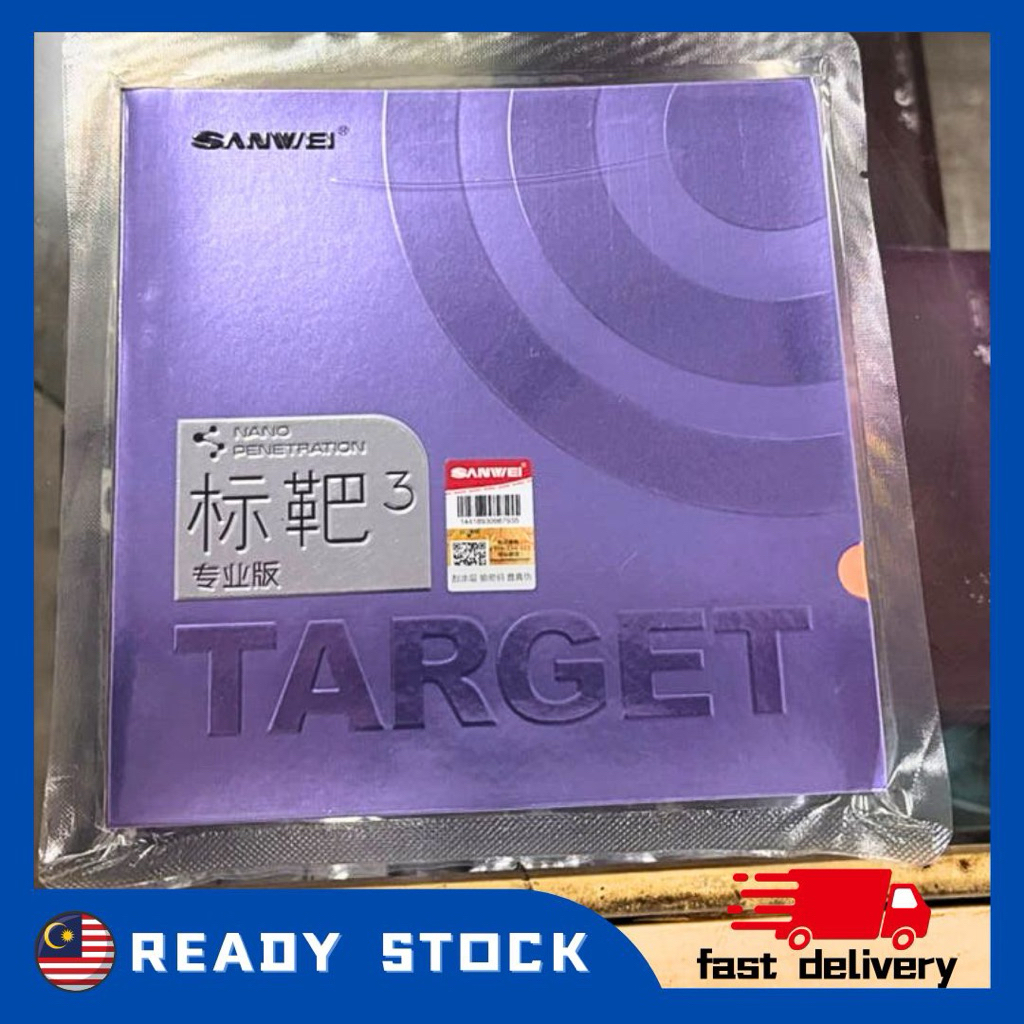 SANWEI®
NANO
PENETRATION
标靶3
专业版
SANWEI®
TARGET
READY STOCK
fast delivery